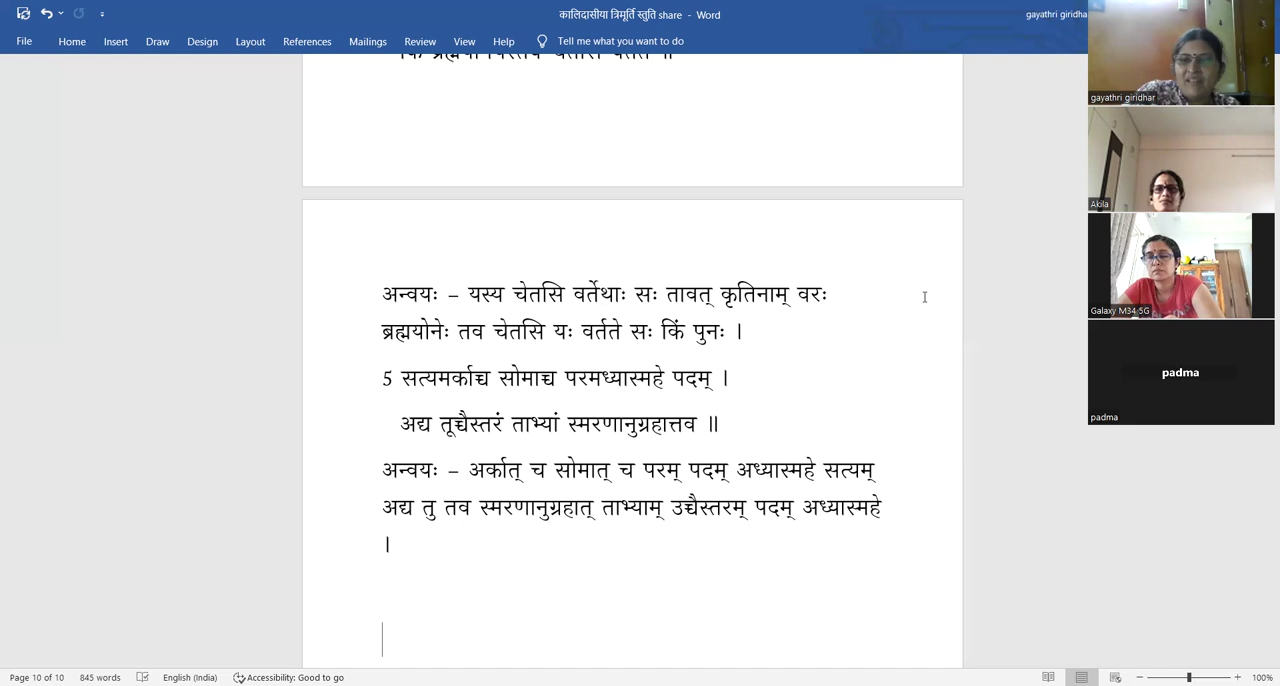 कालिदासीया त्रिमूर्ति स्तुति share - Word
gayathri giridha
File Home Insert Draw Design Layout References Mailings Review View Help Tell me what you want to do
अन्वयः – यस्य चेतसि वर्तेथाः सः तावत् कृतिनाम् वरः
ब्रह्मयोनेः तव चेतसि यः वर्तते सः किं पुनः ।
5 सत्यमर्काच्च सोमाच्च परमध्यास्महे पदम् ।
अद्य तूच्चैस्तरं ताभ्यां स्मरणानुग्रहात्तव ॥
अन्वयः – अर्कात् च सोमात् च परम् पदम् अध्यास्महे सत्यम्
अद्य तु तव स्मरणानुग्रहात् ताभ्याम् उच्चैस्तरम् पदम् अध्यास्महे
।
gayathri giridhar
Akila
Galaxy M34 5G
padma
padma
Page 10 of 10 845 words English (India) Accessibility: Good to go 100%